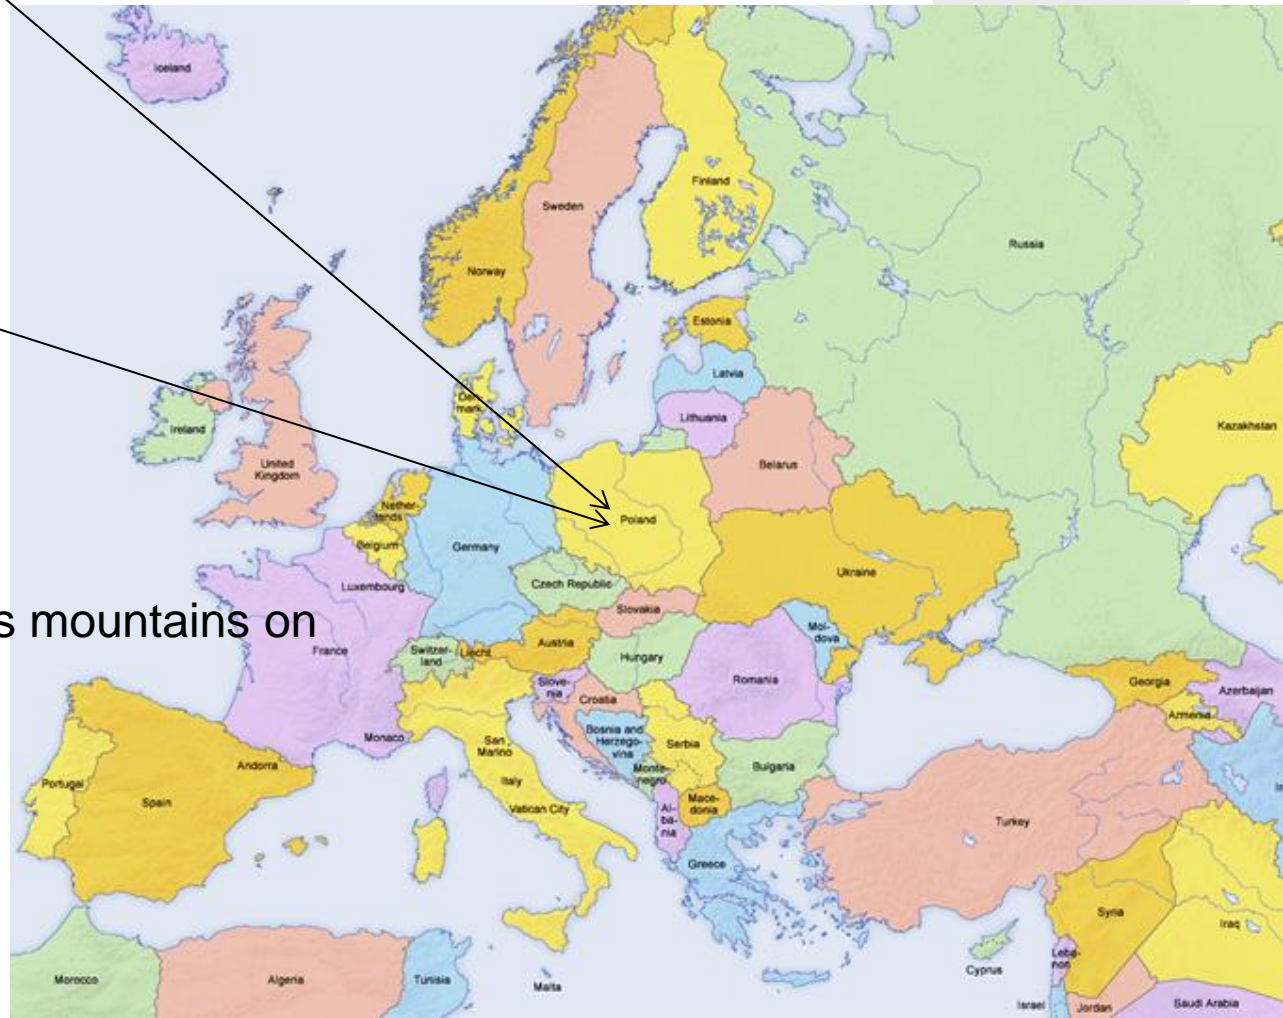 Iceland
Finland
Sweden
Russia
Norway
Estonia
Latvia
Den-
mark
Lithuania
Ireland
Kazakhstan
United
Kingdom
Belarus
Nether-
lands
Poland
Belgium
Germany
Ukraine
Luxembourg
Czech Republic
Slovakia
s mountains on
Mol-
dova
France
Switzer-
land
Liecht.
Austria
Hungary
Romania
Slove-
nia
Croatia
Georgia
Azerbaijan
Armenia
Monaco
San
Marino
Bosnia and
Herzego-
vina
Serbia
Andorra
Monte-
negro
Bulgaria
Portugal
Spain
Italy
Vatican City
Al-
ba-
nia
Mace-
donia
Turkey
Greece
Syria
Iraq
Leba-
non
Cyprus
Morocco
Algeria
Tunisia
Malta
Israel
Jordan
Saudi Arabia